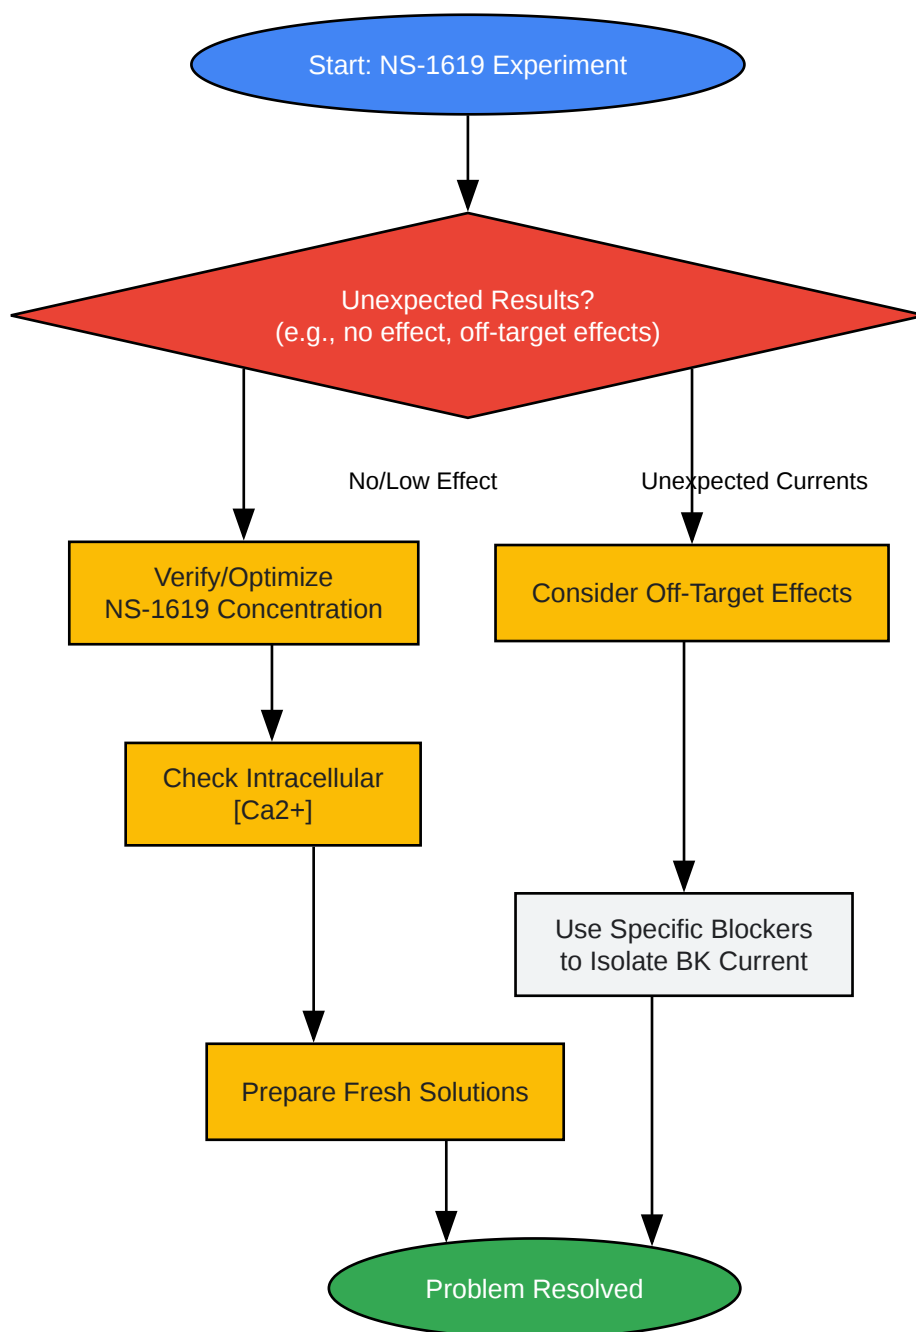 Start: NS-1619 Experiment
Unexpected Results?
(e.g., no effect, off-target effects)
No/Low Effect
Unexpected Currents
Verify/Optimize
NS-1619 Concentration
Consider Off-Target Effects
Check Intracellular
[Ca2+]
Use Specific Blockers
to Isolate BK Current
Prepare Fresh Solutions
Problem Resolved